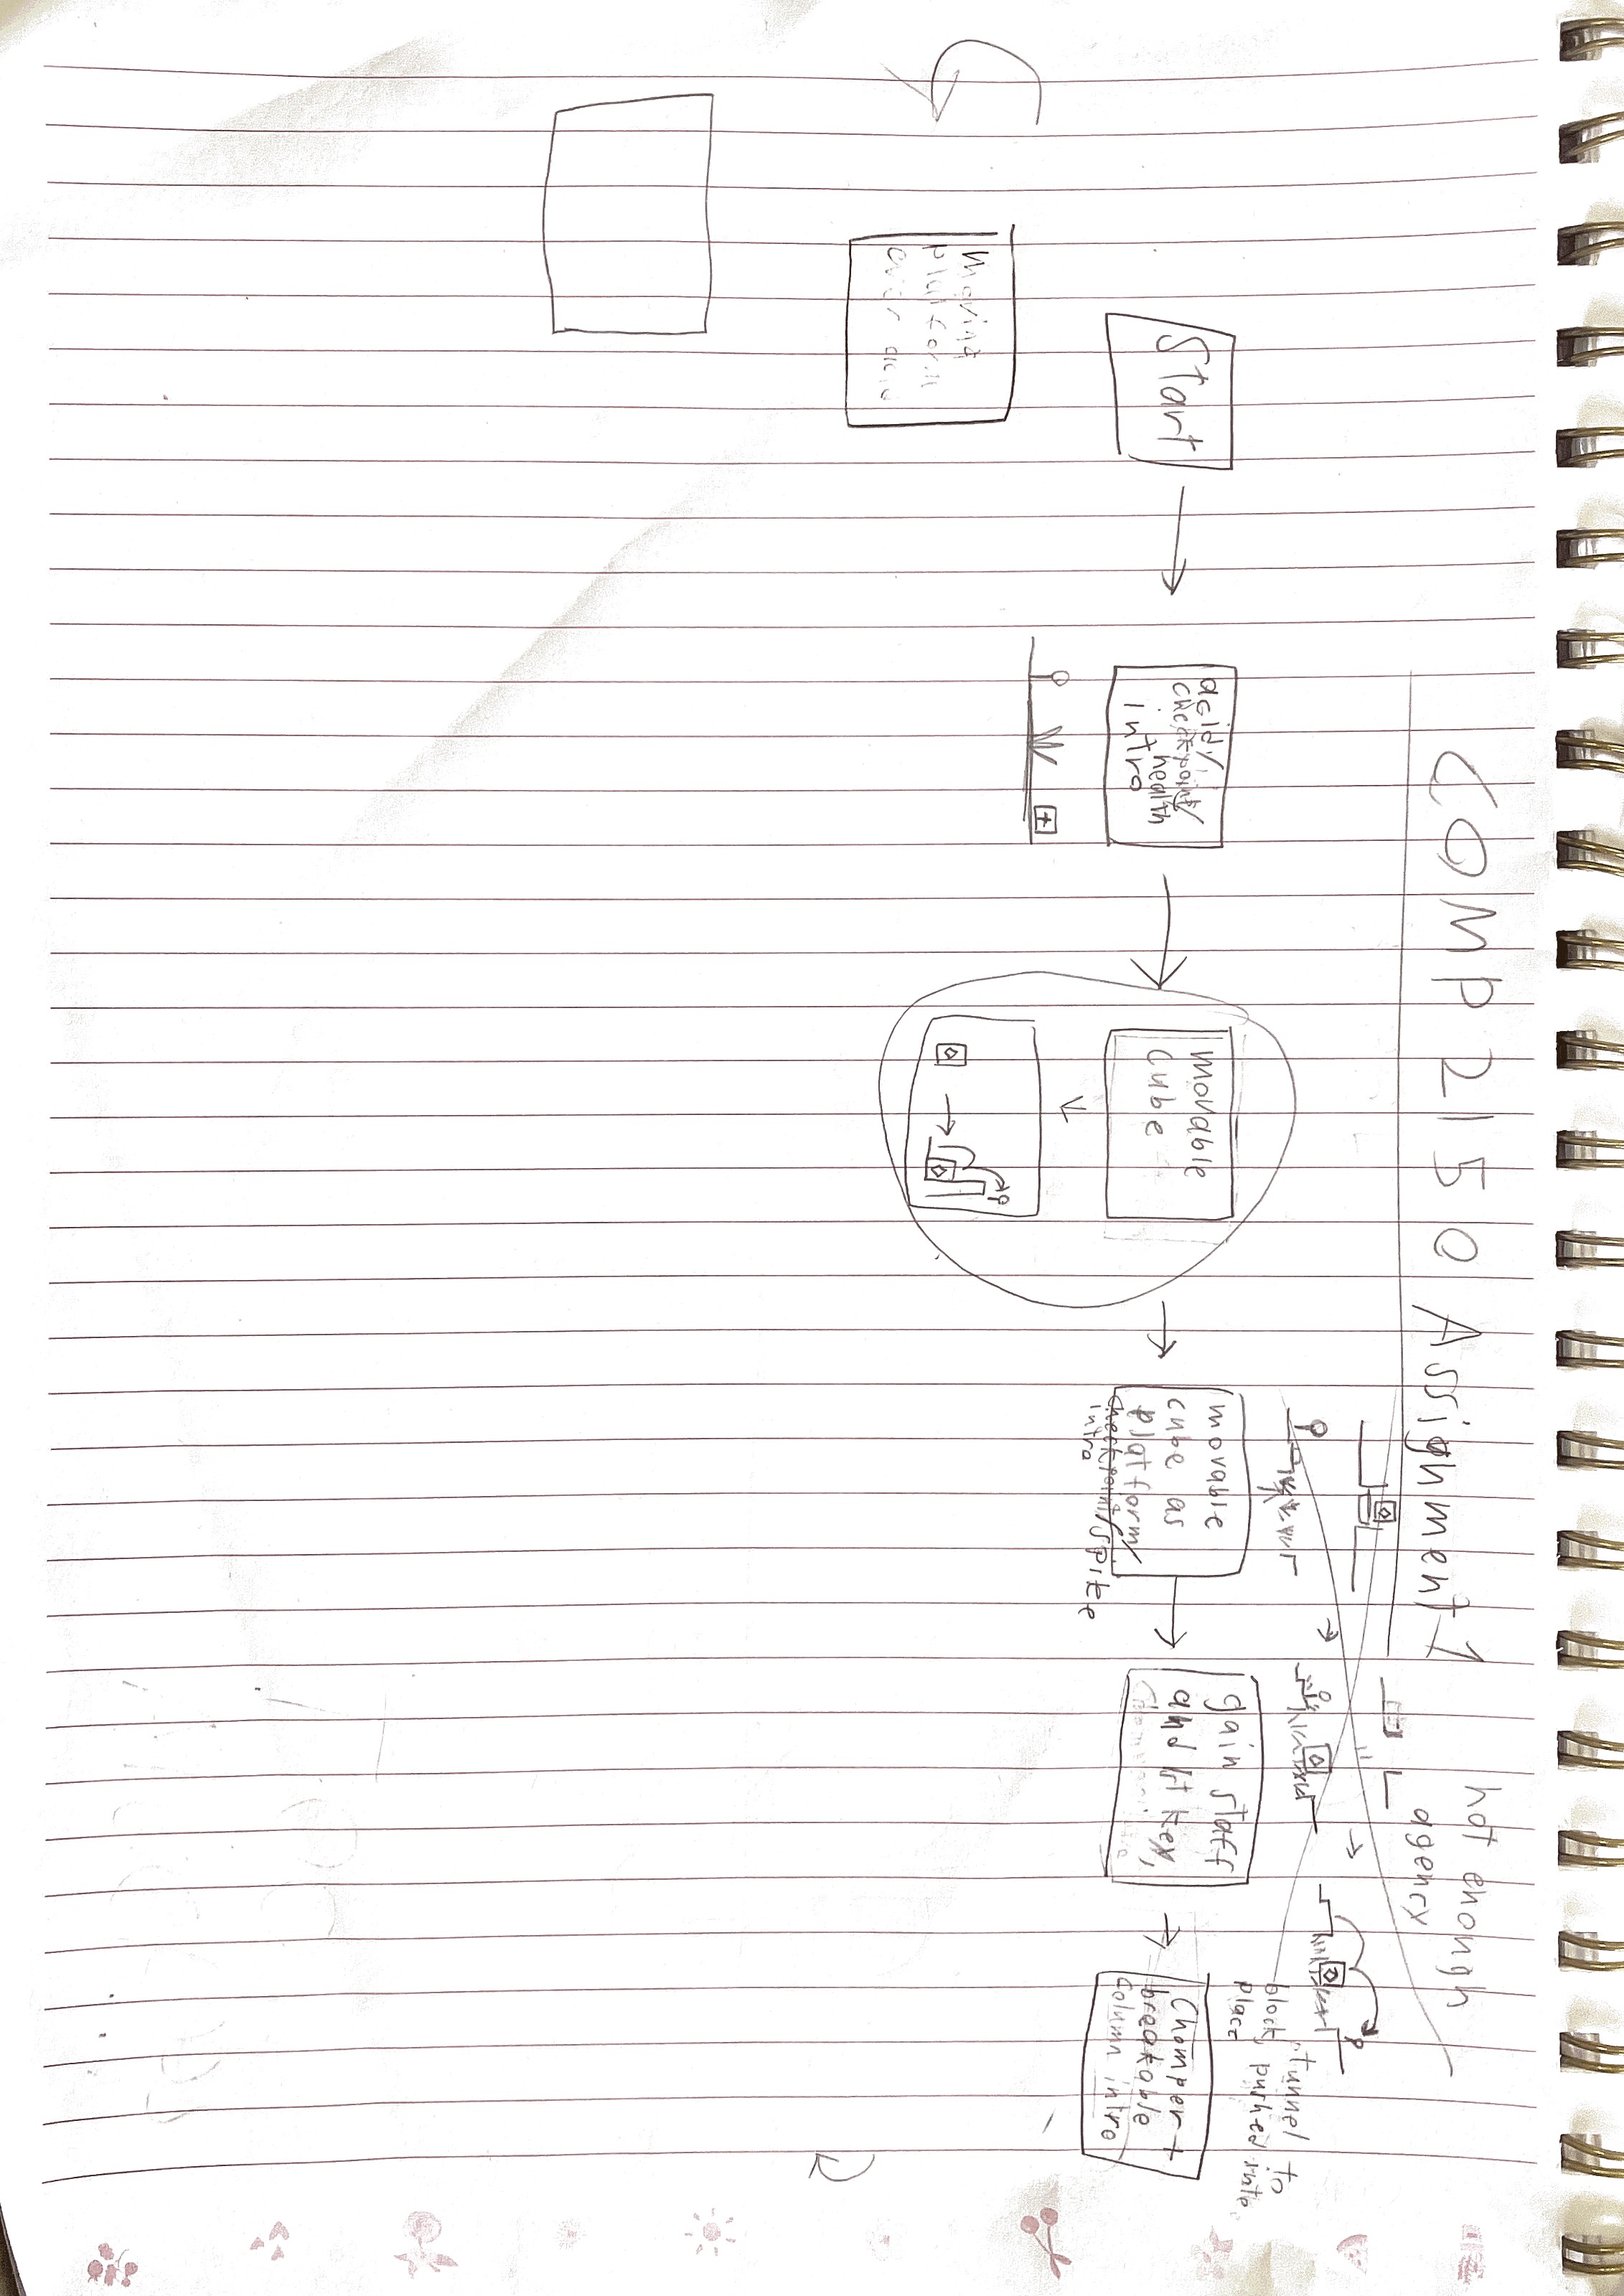 COMP 2150 Assignment 1
not enough
agency
tunnel to
block, pushed into
place
Start
acid/
checkpoint/
health
intro
movable
cube
movable
cube as
platform/
checkpoint/spike
intro
gain staff
and 1st key,
Chomper +
breakable
column intro
Moving
platform
over acid